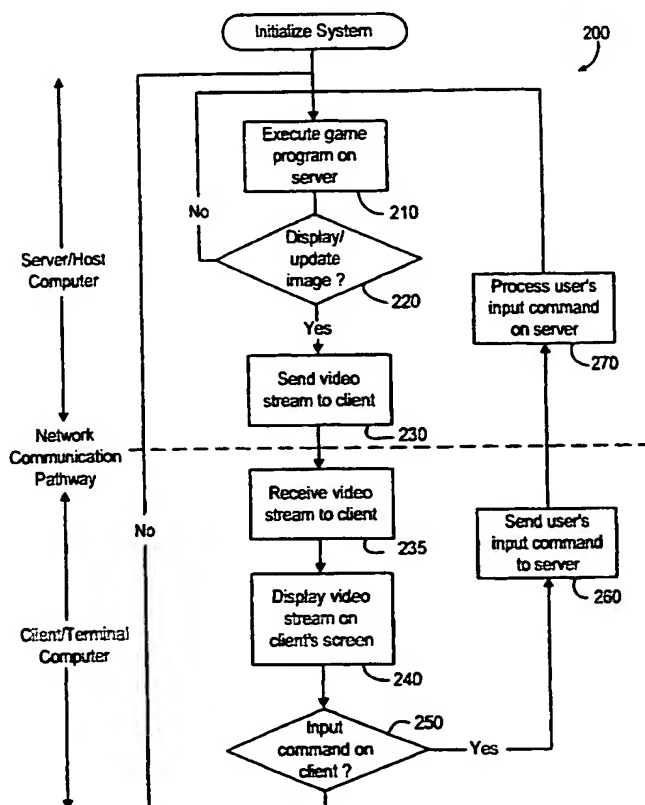 Initialize System
200
Execute game
program on
server
210
No
Display/
update
image ?
220
Server/Host
Computer
Process user's
input command
on server
270
Yes
Send video
stream to client
230
Network
Communication
Pathway
Receive video
stream to client
235
No
Send user's
input command
to server
260
Display video
stream on
client's screen
240
Client/Terminal
Computer
Input
command on
client ?
250
Yes